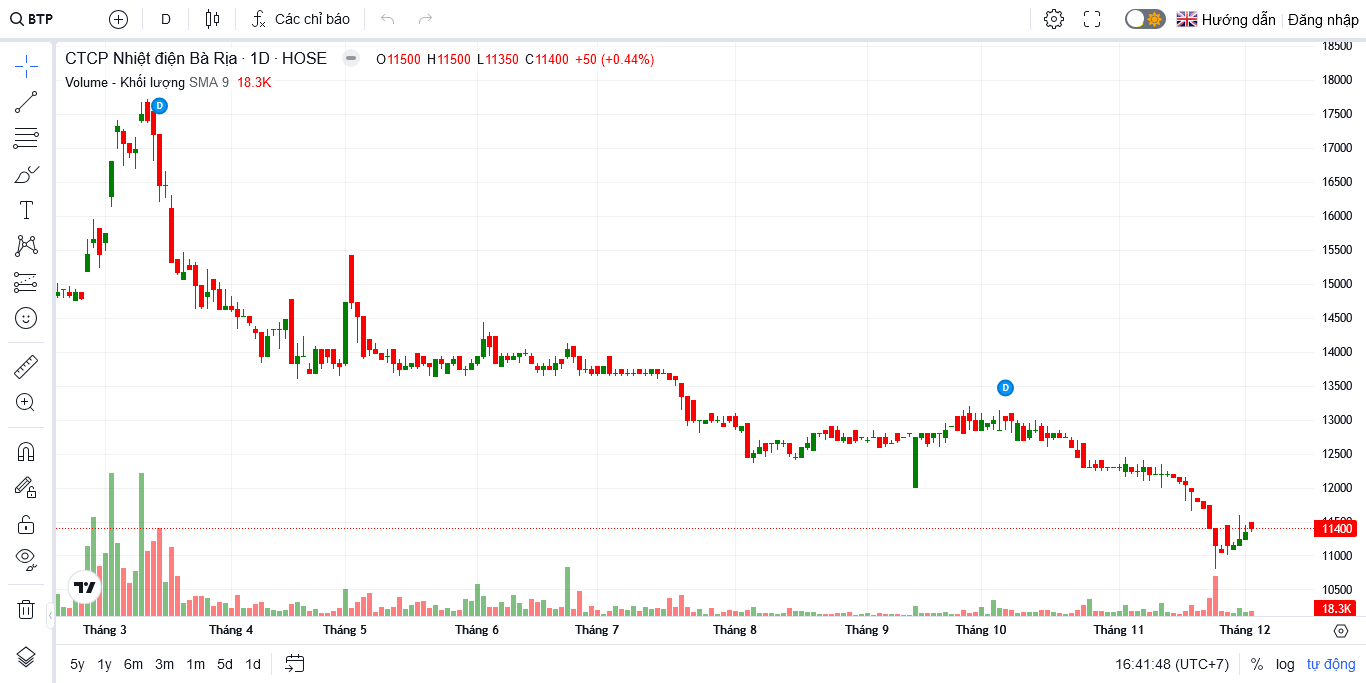 BTP D Các chỉ báo Hướng dẫn Đăng nhập
CTCP Nhiệt điện Bà Rịa · 1D · HOSE O11500 H11500 L11350 C11400 +50 (+0.44%)
Volume - Khối lượng SMA 9 18.3K
D
D
18500
18000
17500
17000
16500
16000
15500
15000
14500
14000
13500
13000
12500
12000
11500
11400
11000
10500
18.3K
Tháng 3 Tháng 4 Tháng 5 Tháng 6 Tháng 7 Tháng 8 Tháng 9 Tháng 10 Tháng 11 Tháng 12
5y 1y 6m 3m 1m 5d 1d 16:41:48 (UTC+7) % log tự động